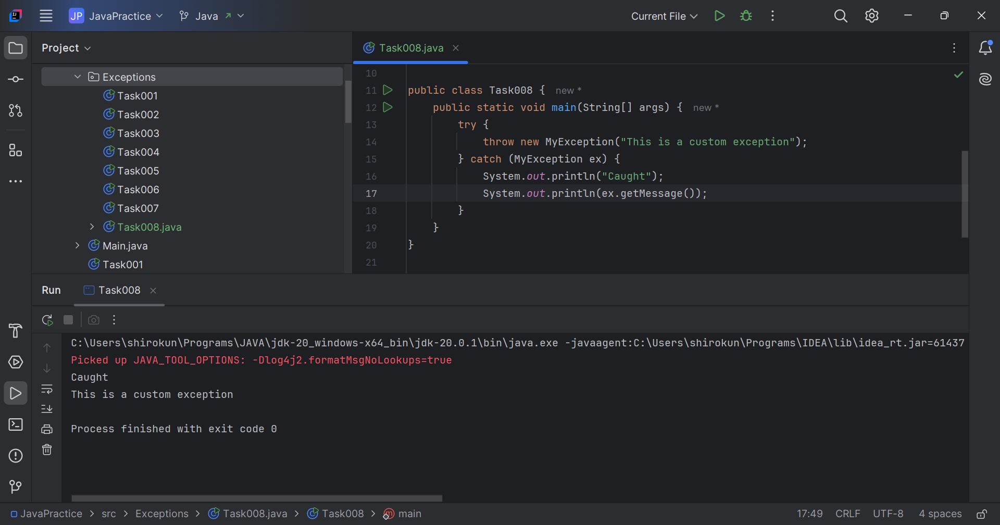 JP JavaPractice Java Current File
Project
Exceptions
Task001
Task002
Task003
Task004
Task005
Task006
Task007
Task008.java
Main.java
Task001
Task008.java
10
11 public class Task008 { new *
12 public static void main(String[] args) { new *
13 try {
14 throw new MyException("This is a custom exception");
15 } catch (MyException ex) {
16 System.out.println("Caught");
17 System.out.println(ex.getMessage());
18 }
19 }
20 }
21
Run Task008
C:\Users\shirokun\Programs\JAVA\jdk-20_windows-x64_bin\jdk-20.0.1\bin\java.exe -javaagent:C:\Users\shirokun\Programs\IDEA\lib\idea_rt.jar=61437
Picked up JAVA_TOOL_OPTIONS: -Dlog4j2.formatMsgNoLookups=true
Caught
This is a custom exception
Process finished with exit code 0
JavaPractice > src > Exceptions > Task008.java > Task008 > main 17:49 CRLF UTF-8 4 spaces